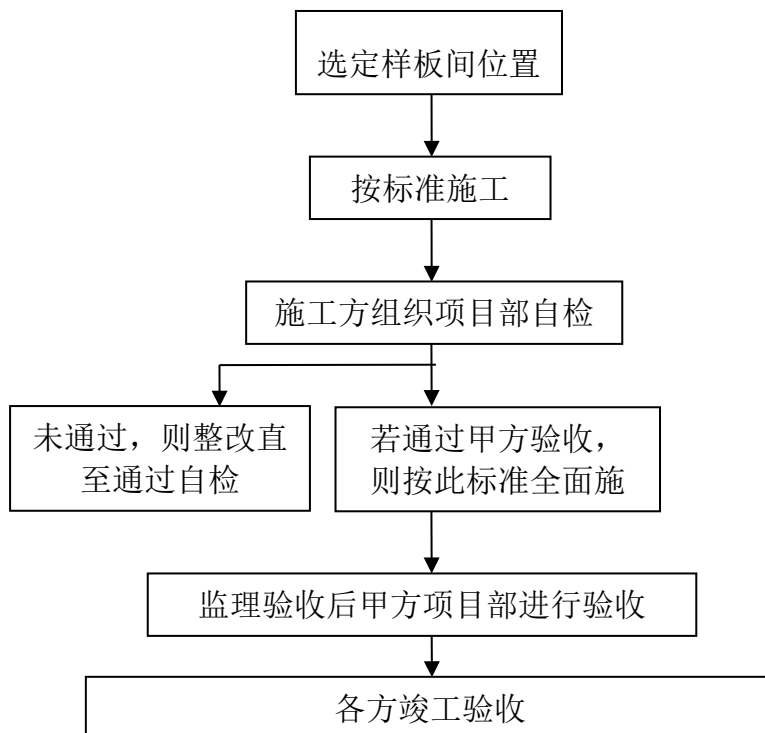 选定样板间位置
按标准施工
施工方组织项目部自检
未通过，则整改直
至通过自检
若通过甲方验收，
则按此标准全面施
监理验收后甲方项目部进行验收
各方竣工验收